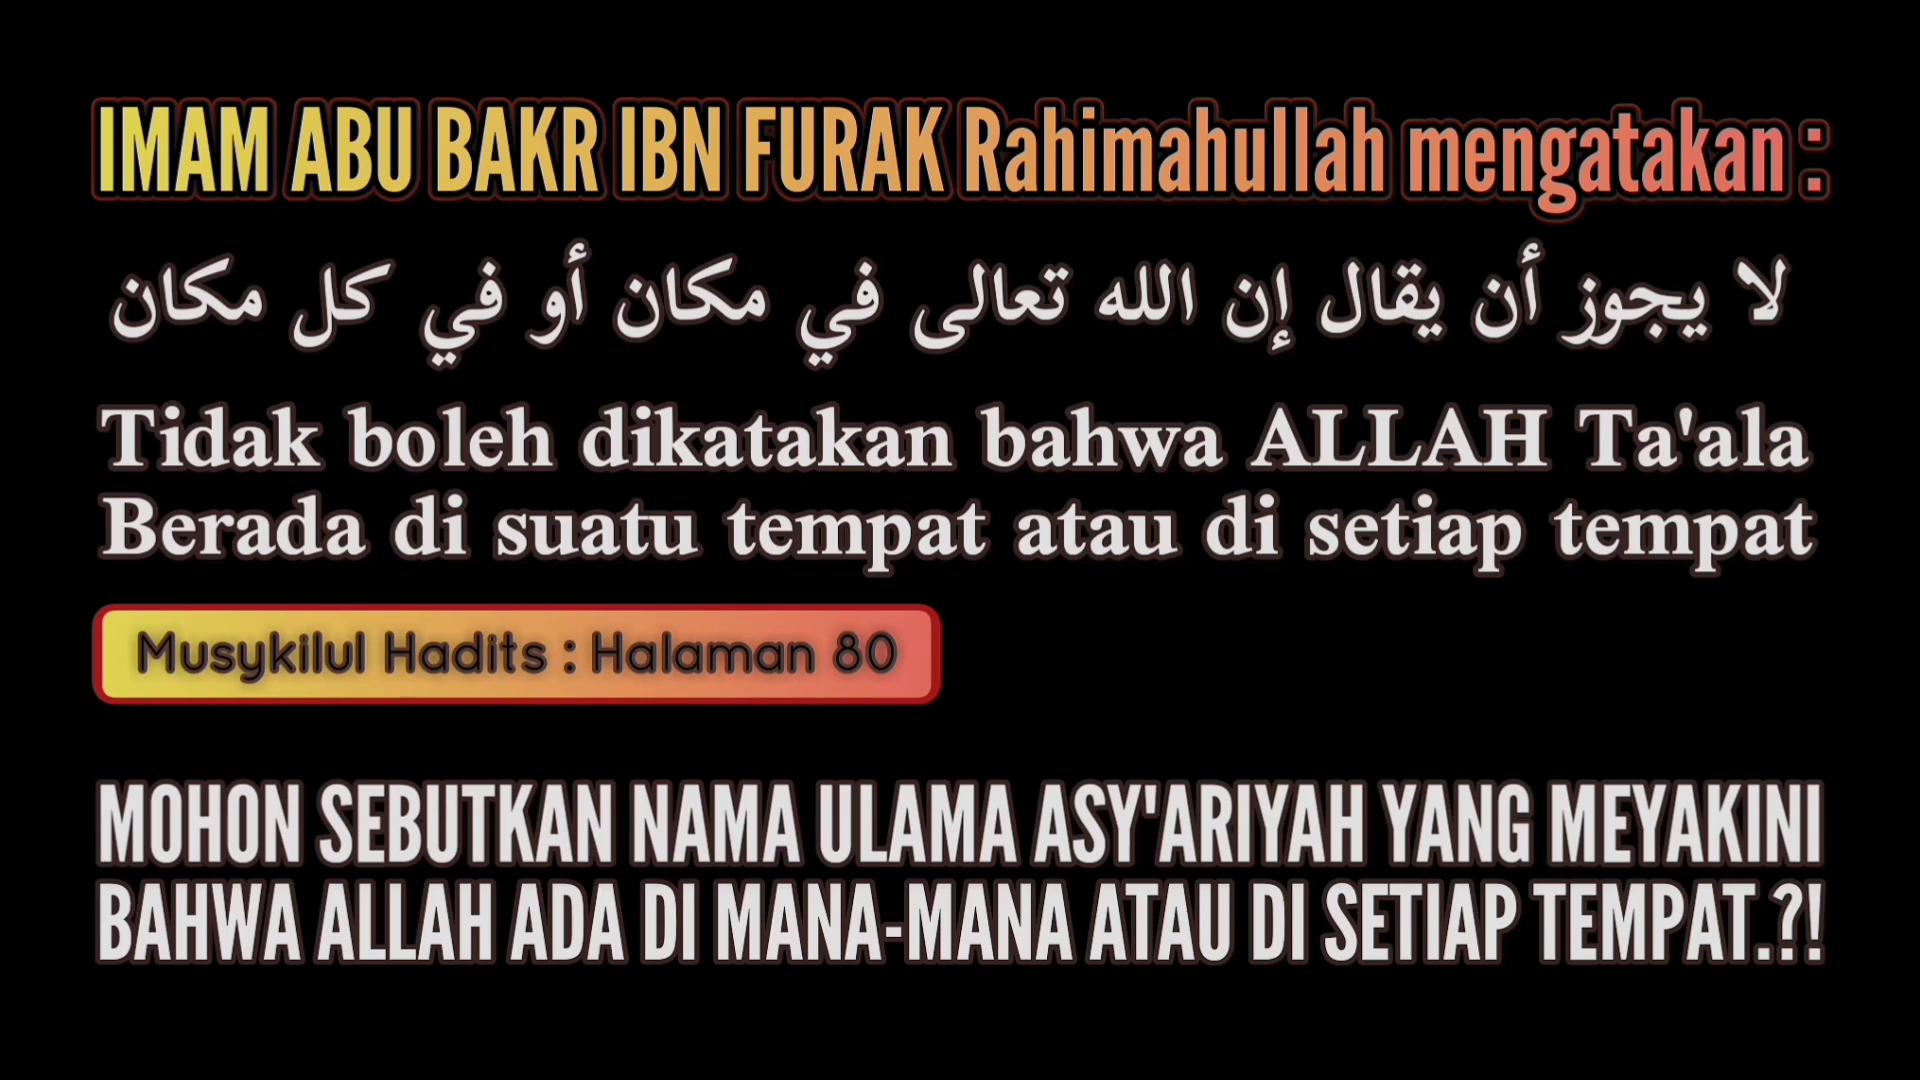 IMAM ABU BAKR IBN FURAK Rahimahullah mengatakan :
لا يجوز أن يقال إن الله تعالى في مكان أو في كل مكان
Tidak boleh dikatakan bahwa ALLAH Ta'ala
Berada di suatu tempat atau di setiap tempat
Musykilul Hadits : Halaman 80
MOHON SEBUTKAN NAMA ULAMA ASY'ARIYAH YANG MEYAKINI
BAHWA ALLAH ADA DI MANA-MANA ATAU DI SETIAP TEMPAT.?!